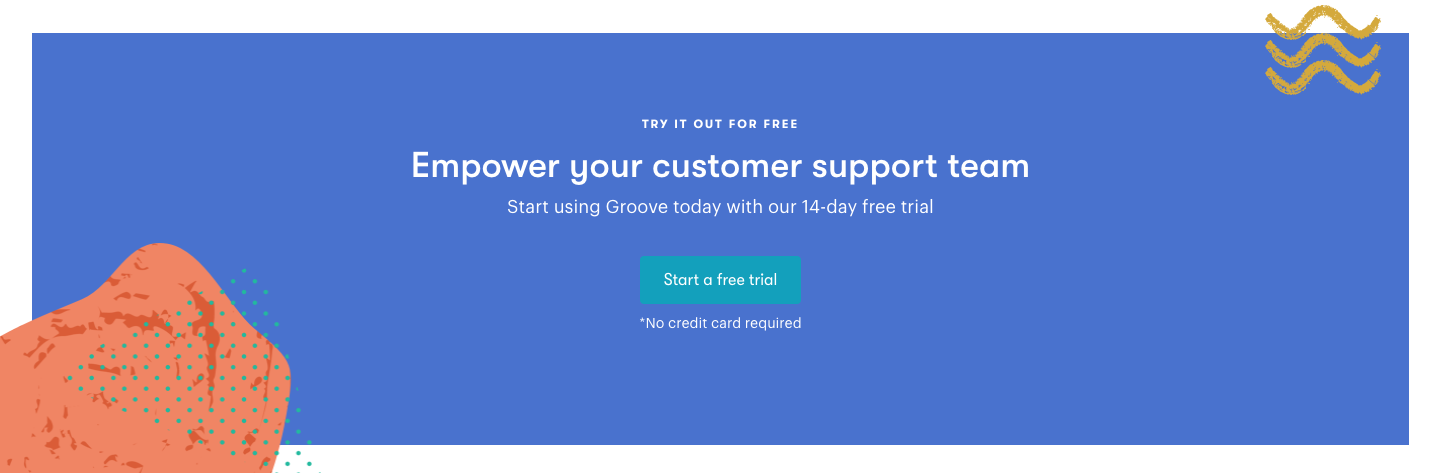 TRY IT OUT FOR FREE
Empower your customer support team
Start using Groove today with our 14-day free trial
Start a free trial
*No credit card required